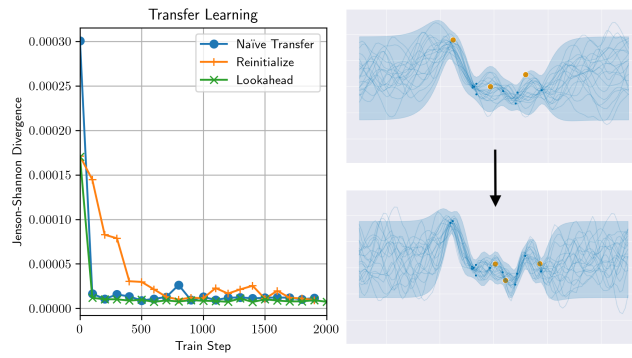 Transfer Learning
Naïve Transfer
Reinitialize
Lookahead
Jenson-Shannon Divergence
0.00030
0.00025
0.00020
0.00015
0.00010
0.00005
0.00000
0 500 1000 1500 2000
Train Step